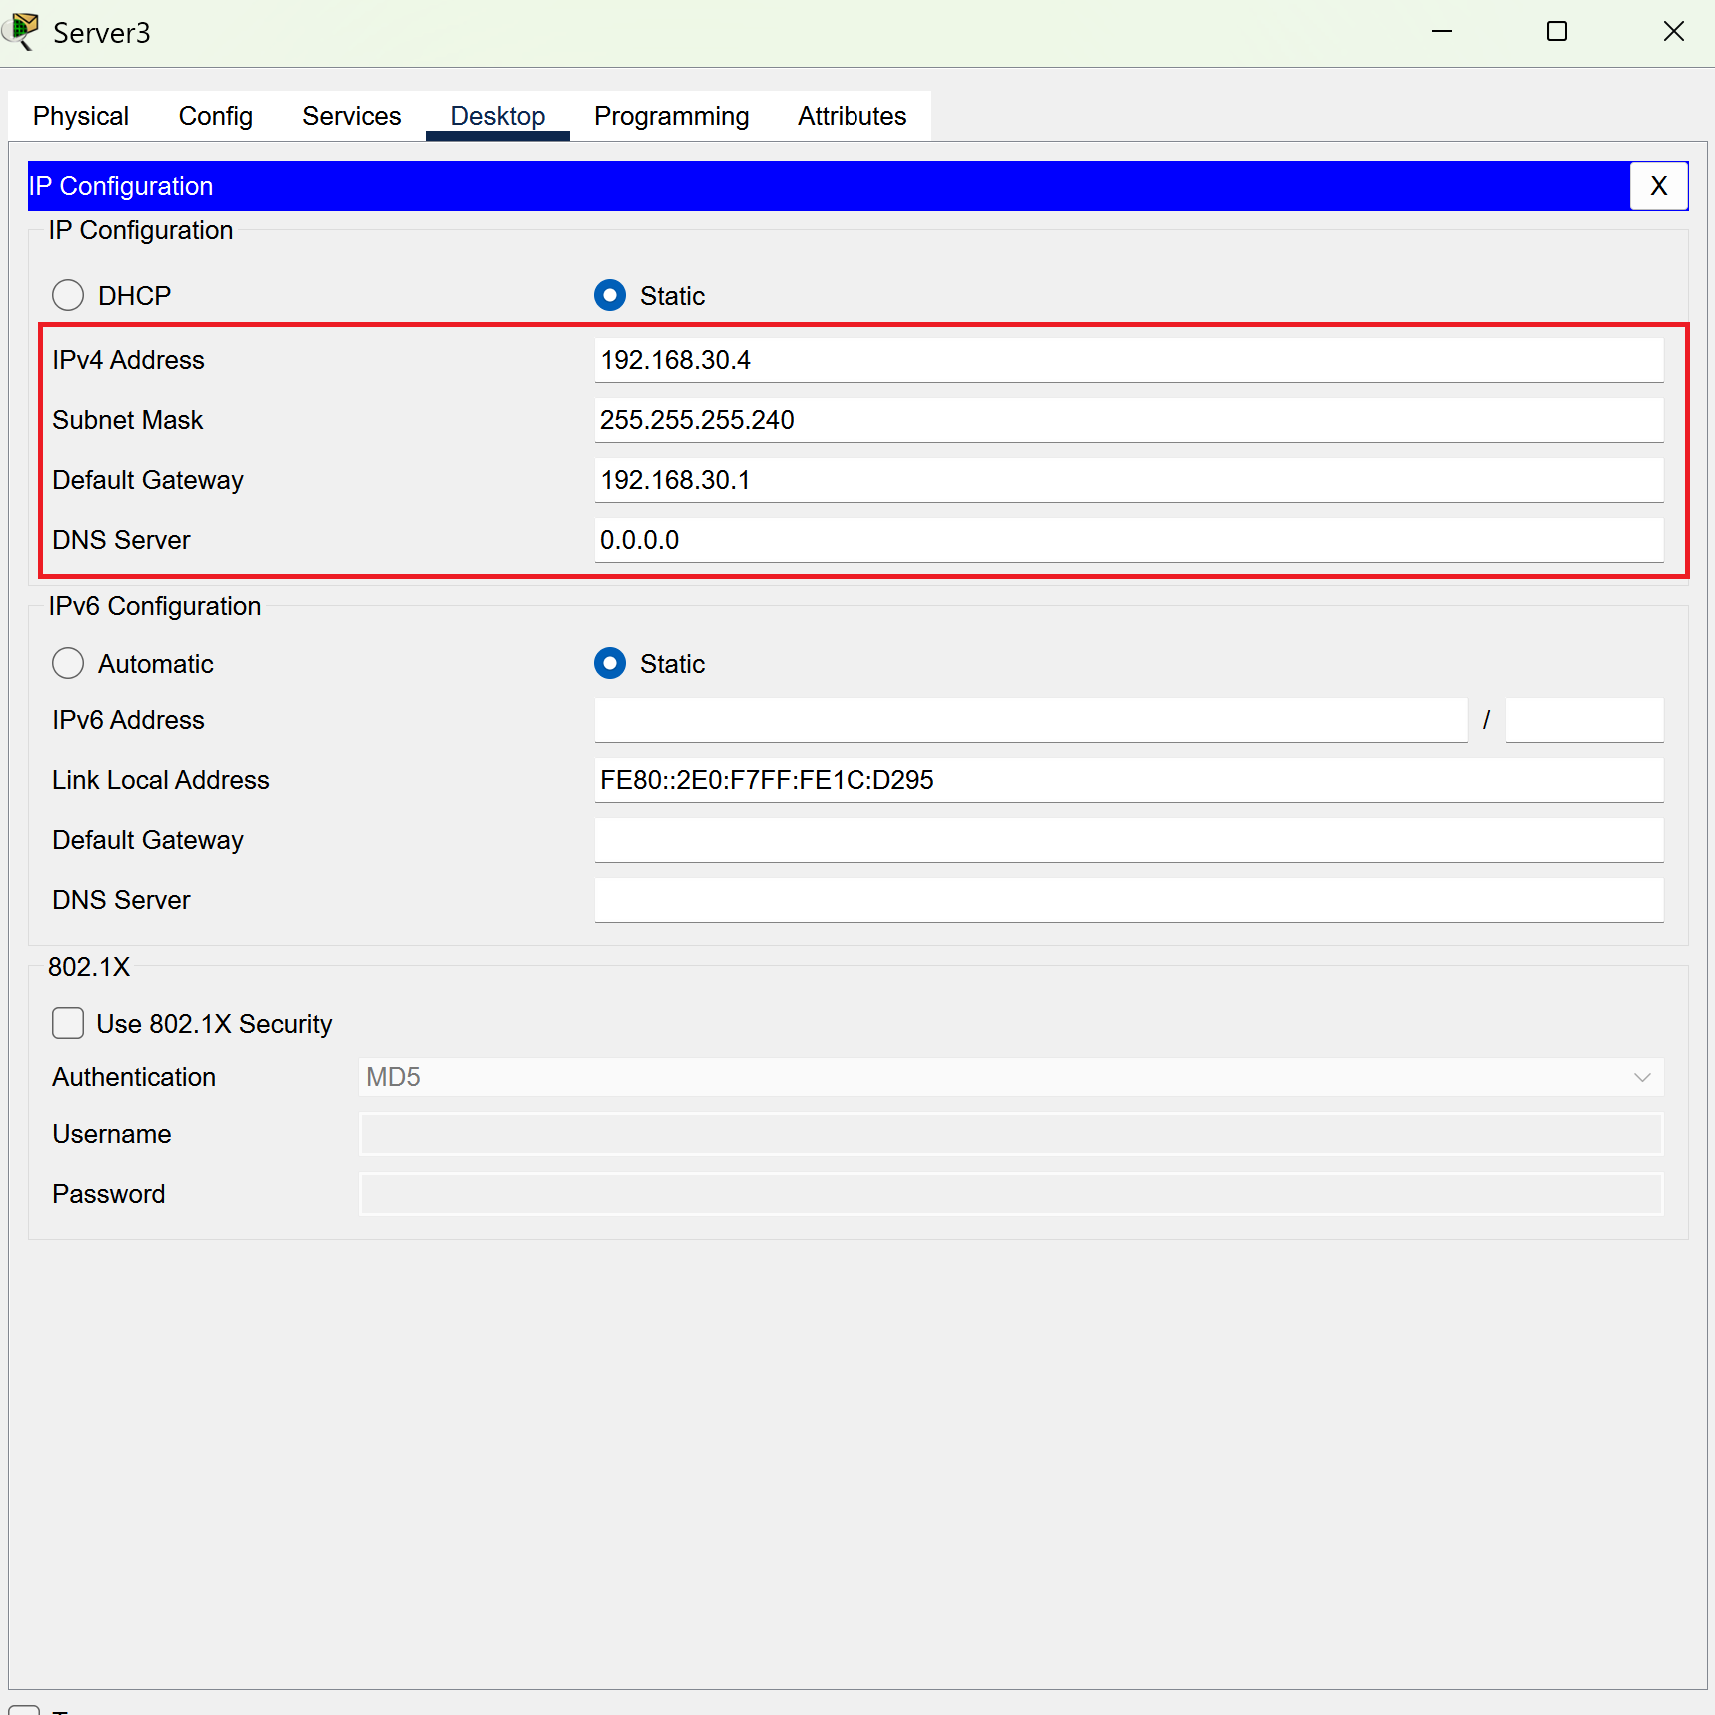 Server3
Physical Config Services Desktop Programming Attributes
IP Configuration X
IP Configuration
DHCP Static
IPv4 Address 192.168.30.4
Subnet Mask 255.255.255.240
Default Gateway 192.168.30.1
DNS Server 0.0.0.0
IPv6 Configuration
Automatic Static
IPv6 Address /
Link Local Address FE80::2E0:F7FF:FE1C:D295
Default Gateway
DNS Server
802.1X
Use 802.1X Security
Authentication MD5
Username
Password